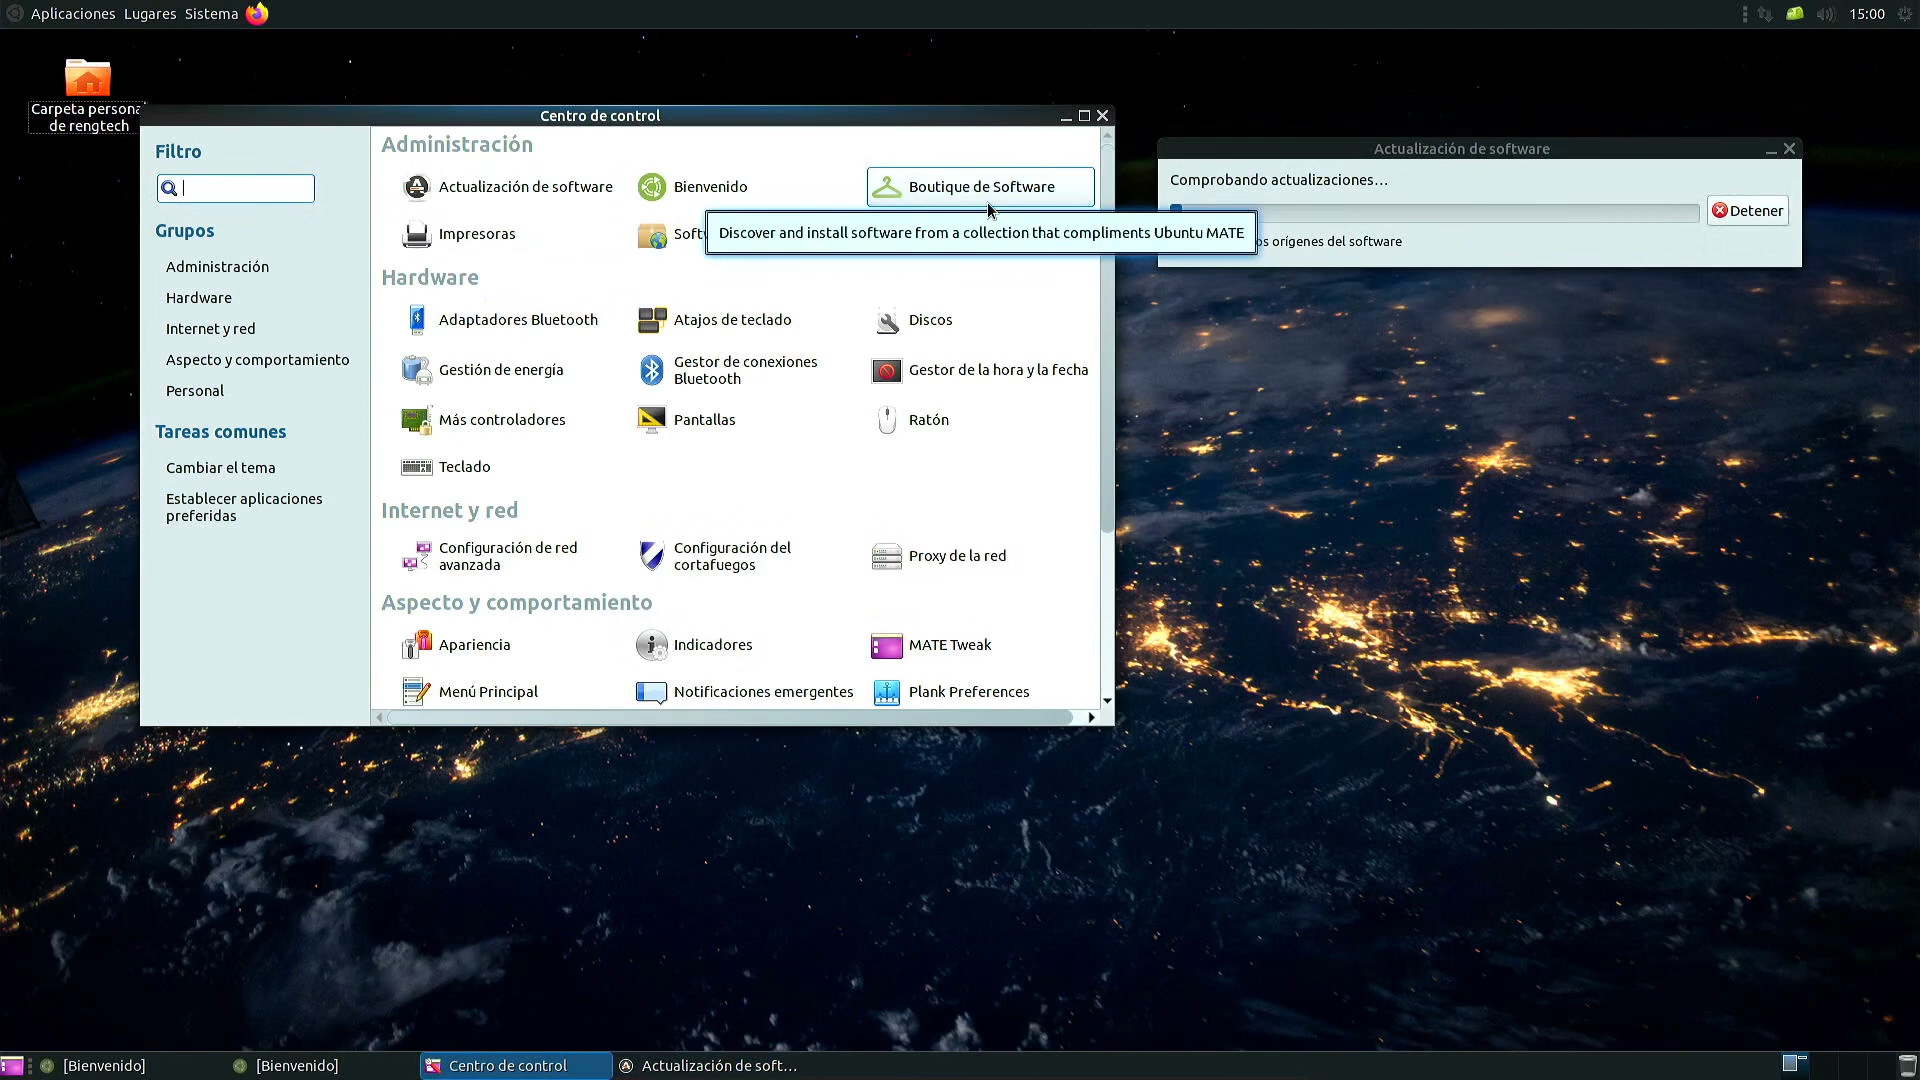 Aplicaciones Lugares Sistema
15:00
Carpeta persona
de rengtech
Centro de control
Filtro
Grupos
Administración
Hardware
Internet y red
Aspecto y comportamiento
Personal
Tareas comunes
Cambiar el tema
Establecer aplicaciones
preferidas
Administración
Actualización de software
Bienvenido
Boutique de Software
Impresoras
Soft
Discover and install software from a collection that compliments Ubuntu MATE
Hardware
Adaptadores Bluetooth
Atajos de teclado
Discos
Gestión de energía
Gestor de conexiones
Bluetooth
Gestor de la hora y la fecha
Más controladores
Pantallas
Ratón
Teclado
Internet y red
Configuración de red
avanzada
Configuración del
cortafuegos
Proxy de la red
Aspecto y comportamiento
Apariencia
Indicadores
MATE Tweak
Menú Principal
Notificaciones emergentes
Plank Preferences
Actualización de software
Comprobando actualizaciones…
Detener
os orígenes del software
[Bienvenido]
[Bienvenido]
Centro de control
Actualización de soft…